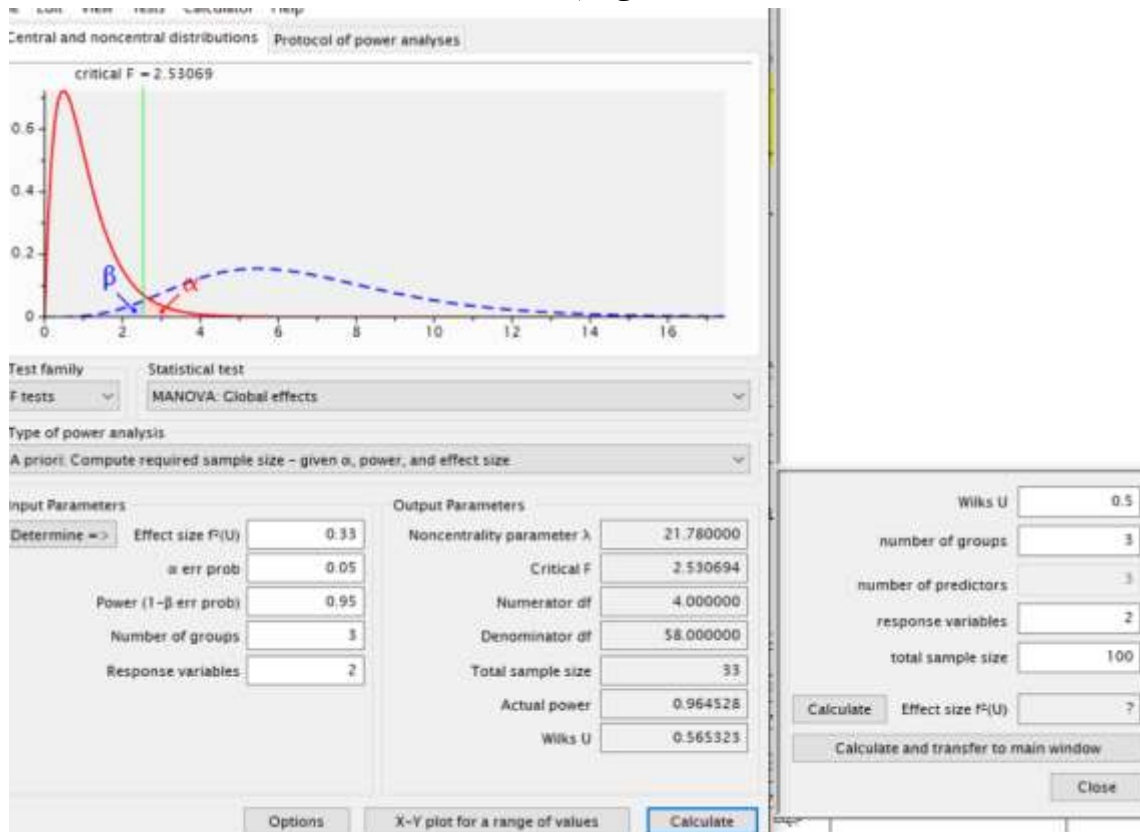 Edit View Tests Calculator Help
Central and noncentral distributions Protocol of power analyses
critical F = 2.53069
0.6
0.4
0.2
0
β
α
0 2 4 6 8 10 12 14 16
Test family Statistical test
F tests MANOVA: Global effects
Type of power analysis
A priori: Compute required sample size – given α, power, and effect size
Input Parameters Output Parameters
Determine => Effect size f²(U) 0.33 Noncentrality parameter λ 21.780000
α err prob 0.05 Critical F 2.530694
Power (1-β err prob) 0.95 Numerator df 4.000000
Number of groups 3 Denominator df 58.000000
Response variables 2 Total sample size 33
Actual power 0.964528
Wilks U 0.565323
Options X-Y plot for a range of values Calculate
Wilks U 0.5
number of groups 3
number of predictors 3
response variables 2
total sample size 100
Calculate Effect size f²(U) ?
Calculate and transfer to main window
Close